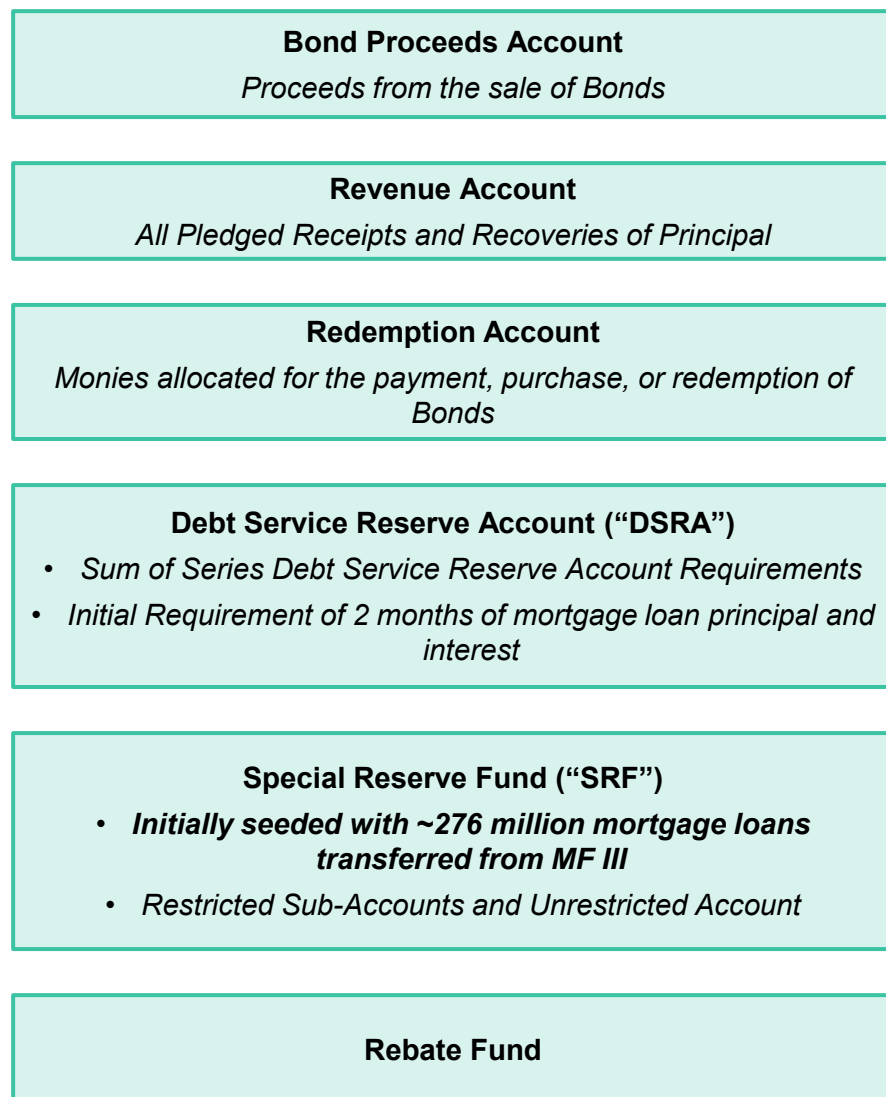 Bond Proceeds Account
Proceeds from the sale of Bonds
Revenue Account
All Pledged Receipts and Recoveries of Principal
Redemption Account
Monies allocated for the payment, purchase, or redemption of
Bonds
Debt Service Reserve Account (“DSRA”)
• Sum of Series Debt Service Reserve Account Requirements
• Initial Requirement of 2 months of mortgage loan principal and
interest
Special Reserve Fund (“SRF”)
• Initially seeded with ~276 million mortgage loans
transferred from MF III
• Restricted Sub-Accounts and Unrestricted Account
Rebate Fund